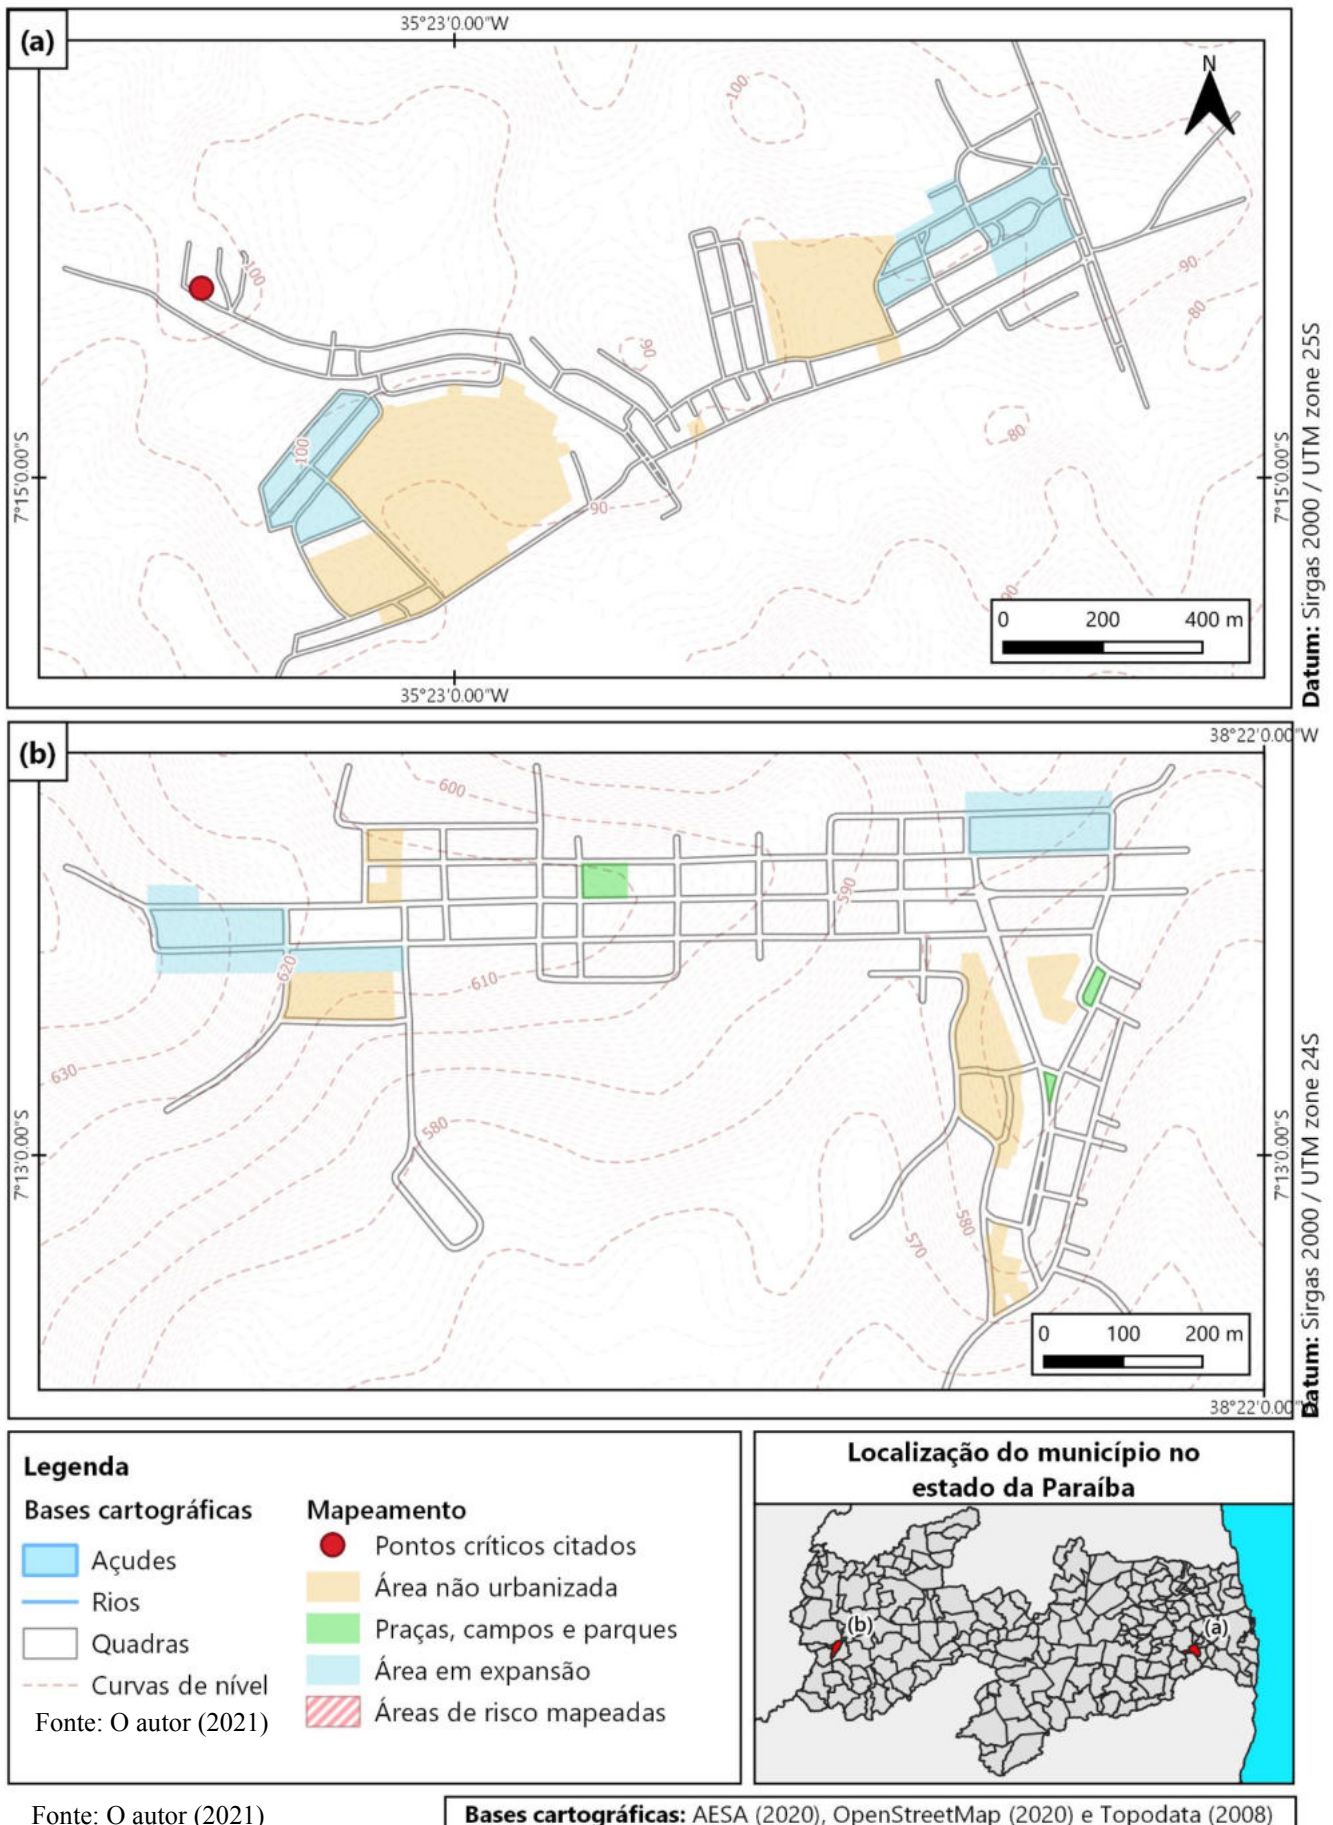 (a)
35°23'0.00"W
N
100
100
90
80
90
80
100
90
90
7°15'0.00"S
7°15'0.00"S
0 200 400 m
35°23'0.00"W
Datum: Sirgas 2000 / UTM zone 25S
(b)
38°22'0.00"W
600
590
620
610
630
580
580
570
7°13'0.00"S
7°13'0.00"S
0 100 200 m
38°22'0.00"
Datum: Sirgas 2000 / UTM zone 24S
Legenda
Bases cartográficas
Açudes
Rios
Quadras
Curvas de nível
Fonte: O autor (2021)
Mapeamento
Pontos críticos citados
Área não urbanizada
Praças, campos e parques
Área em expansão
Áreas de risco mapeadas
Localização do município no
estado da Paraíba
(b)
(a)
Fonte: O autor (2021)
Bases cartográficas: AESA (2020), OpenStreetMap (2020) e Topodata (2008)